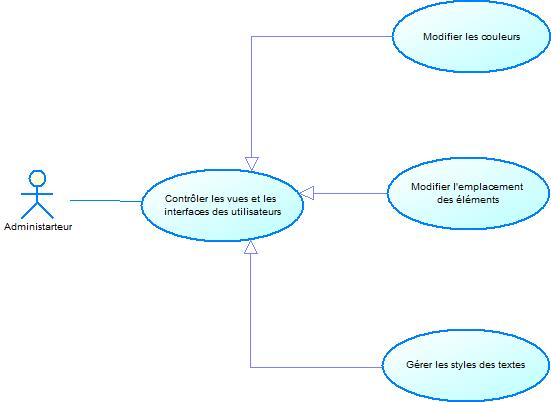 Modifier les couleurs
Contrôler les vues et les
interfaces des utilisateurs
Modifier l'emplacement
des éléments
Administarteur
Gérer les styles des textes